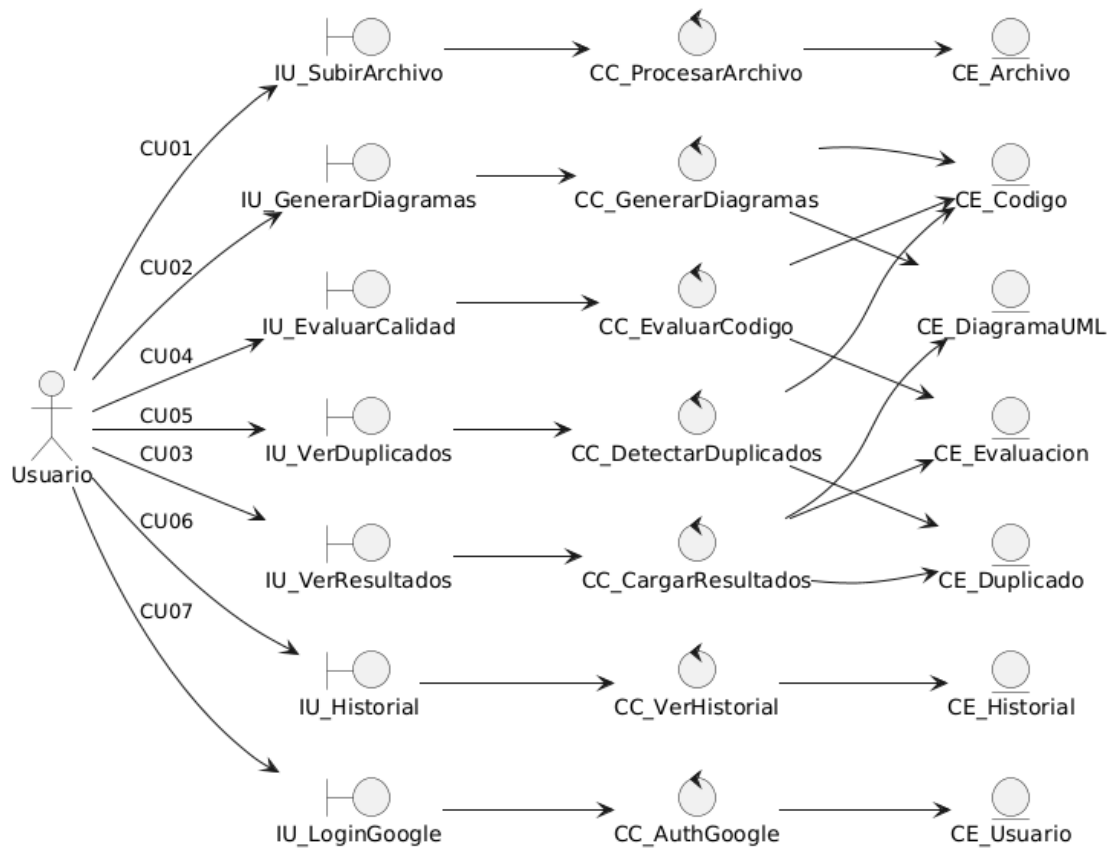 IU_SubirArchivo
CC_ProcesarArchivo
CE_Archivo
CU01
IU_GenerarDiagramas
CC_GenerarDiagramas
CE_Codigo
CU02
IU_EvaluarCalidad
CC_EvaluarCodigo
CE_DiagramaUML
CU04
CU05
IU_VerDuplicados
CC_DetectarDuplicados
CE_Evaluacion
CU03
Usuario
CU06
IU_VerResultados
CC_CargarResultados
CE_Duplicado
CU07
IU_Historial
CC_VerHistorial
CE_Historial
IU_LoginGoogle
CC_AuthGoogle
CE_Usuario